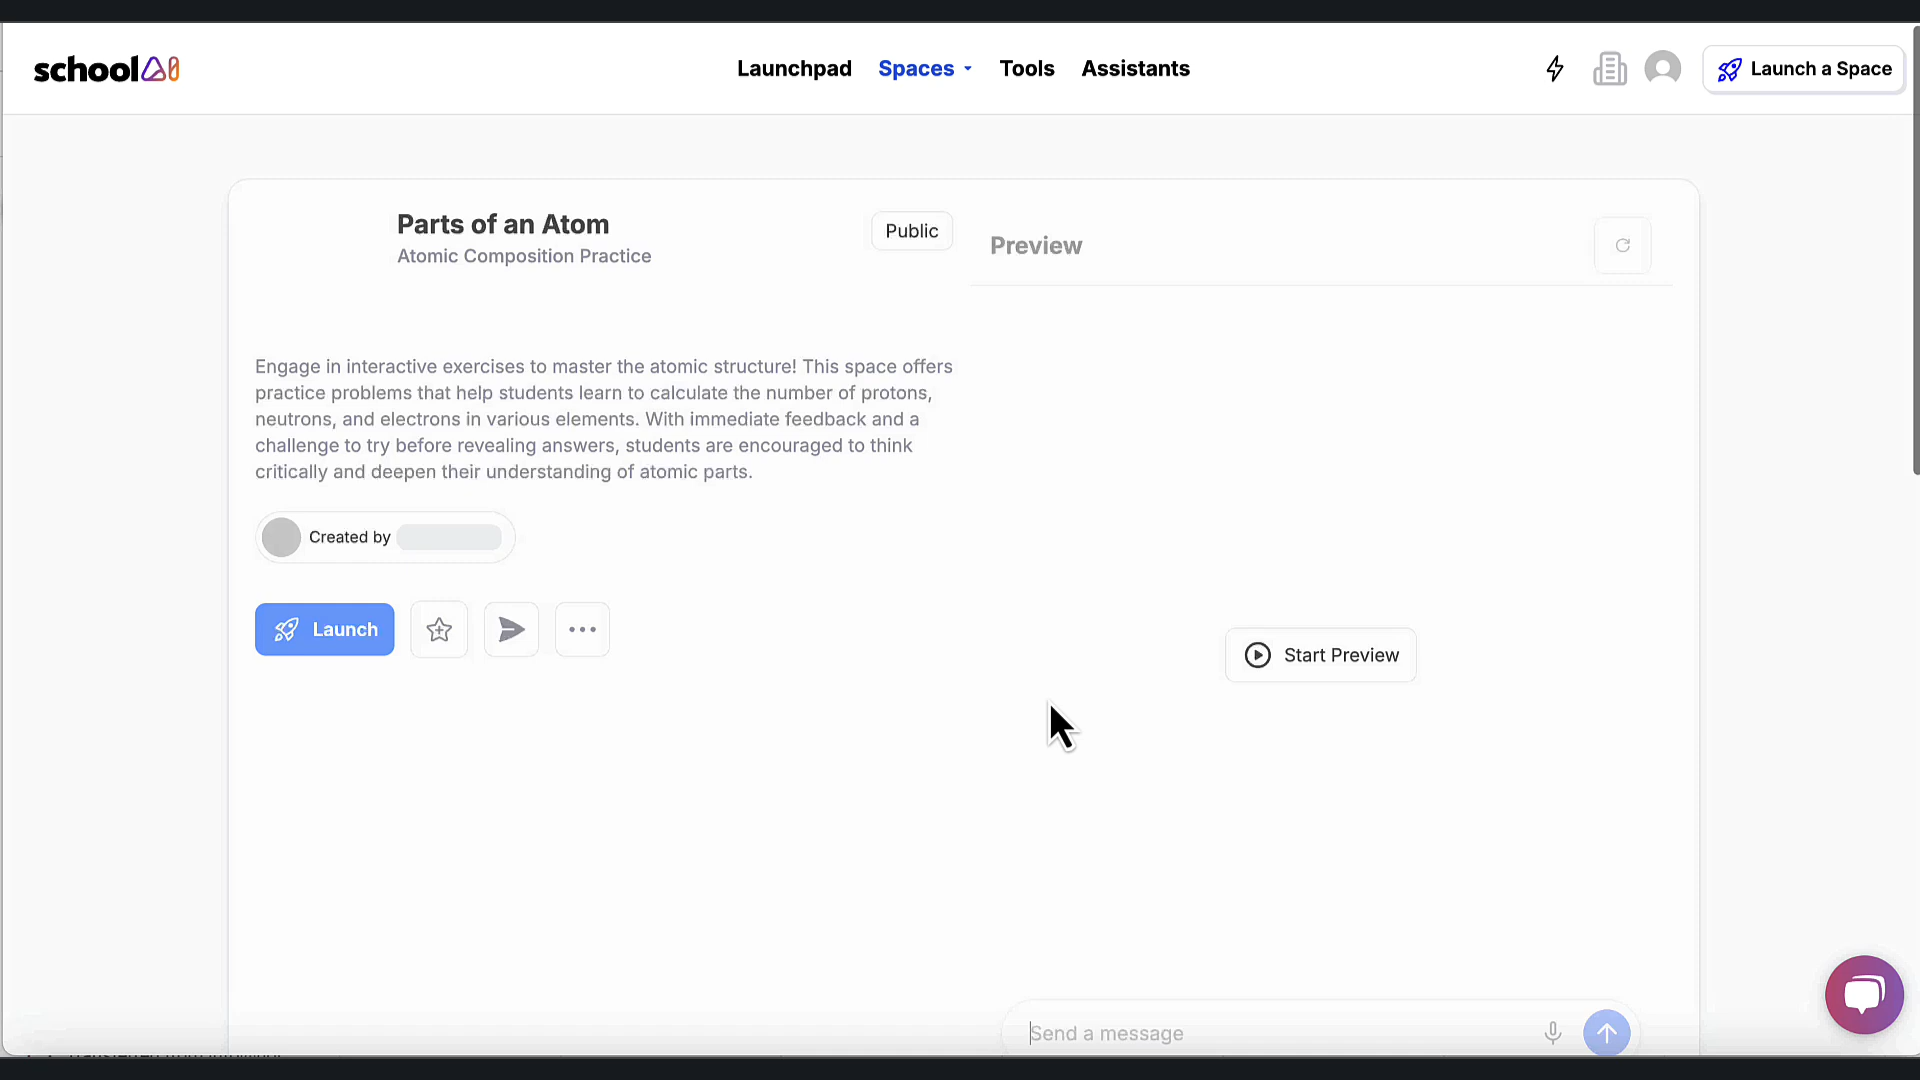 schoolAI
Launchpad
Spaces
Tools
Assistants
Launch a Space
Parts of an Atom
Atomic Composition Practice
Public
Preview
Engage in interactive exercises to master the atomic structure! This space offers
practice problems that help students learn to calculate the number of protons,
neutrons, and electrons in various elements. With immediate feedback and a
challenge to try before revealing answers, students are encouraged to think
critically and deepen their understanding of atomic parts.
Created by
Launch
Start Preview
Send a message